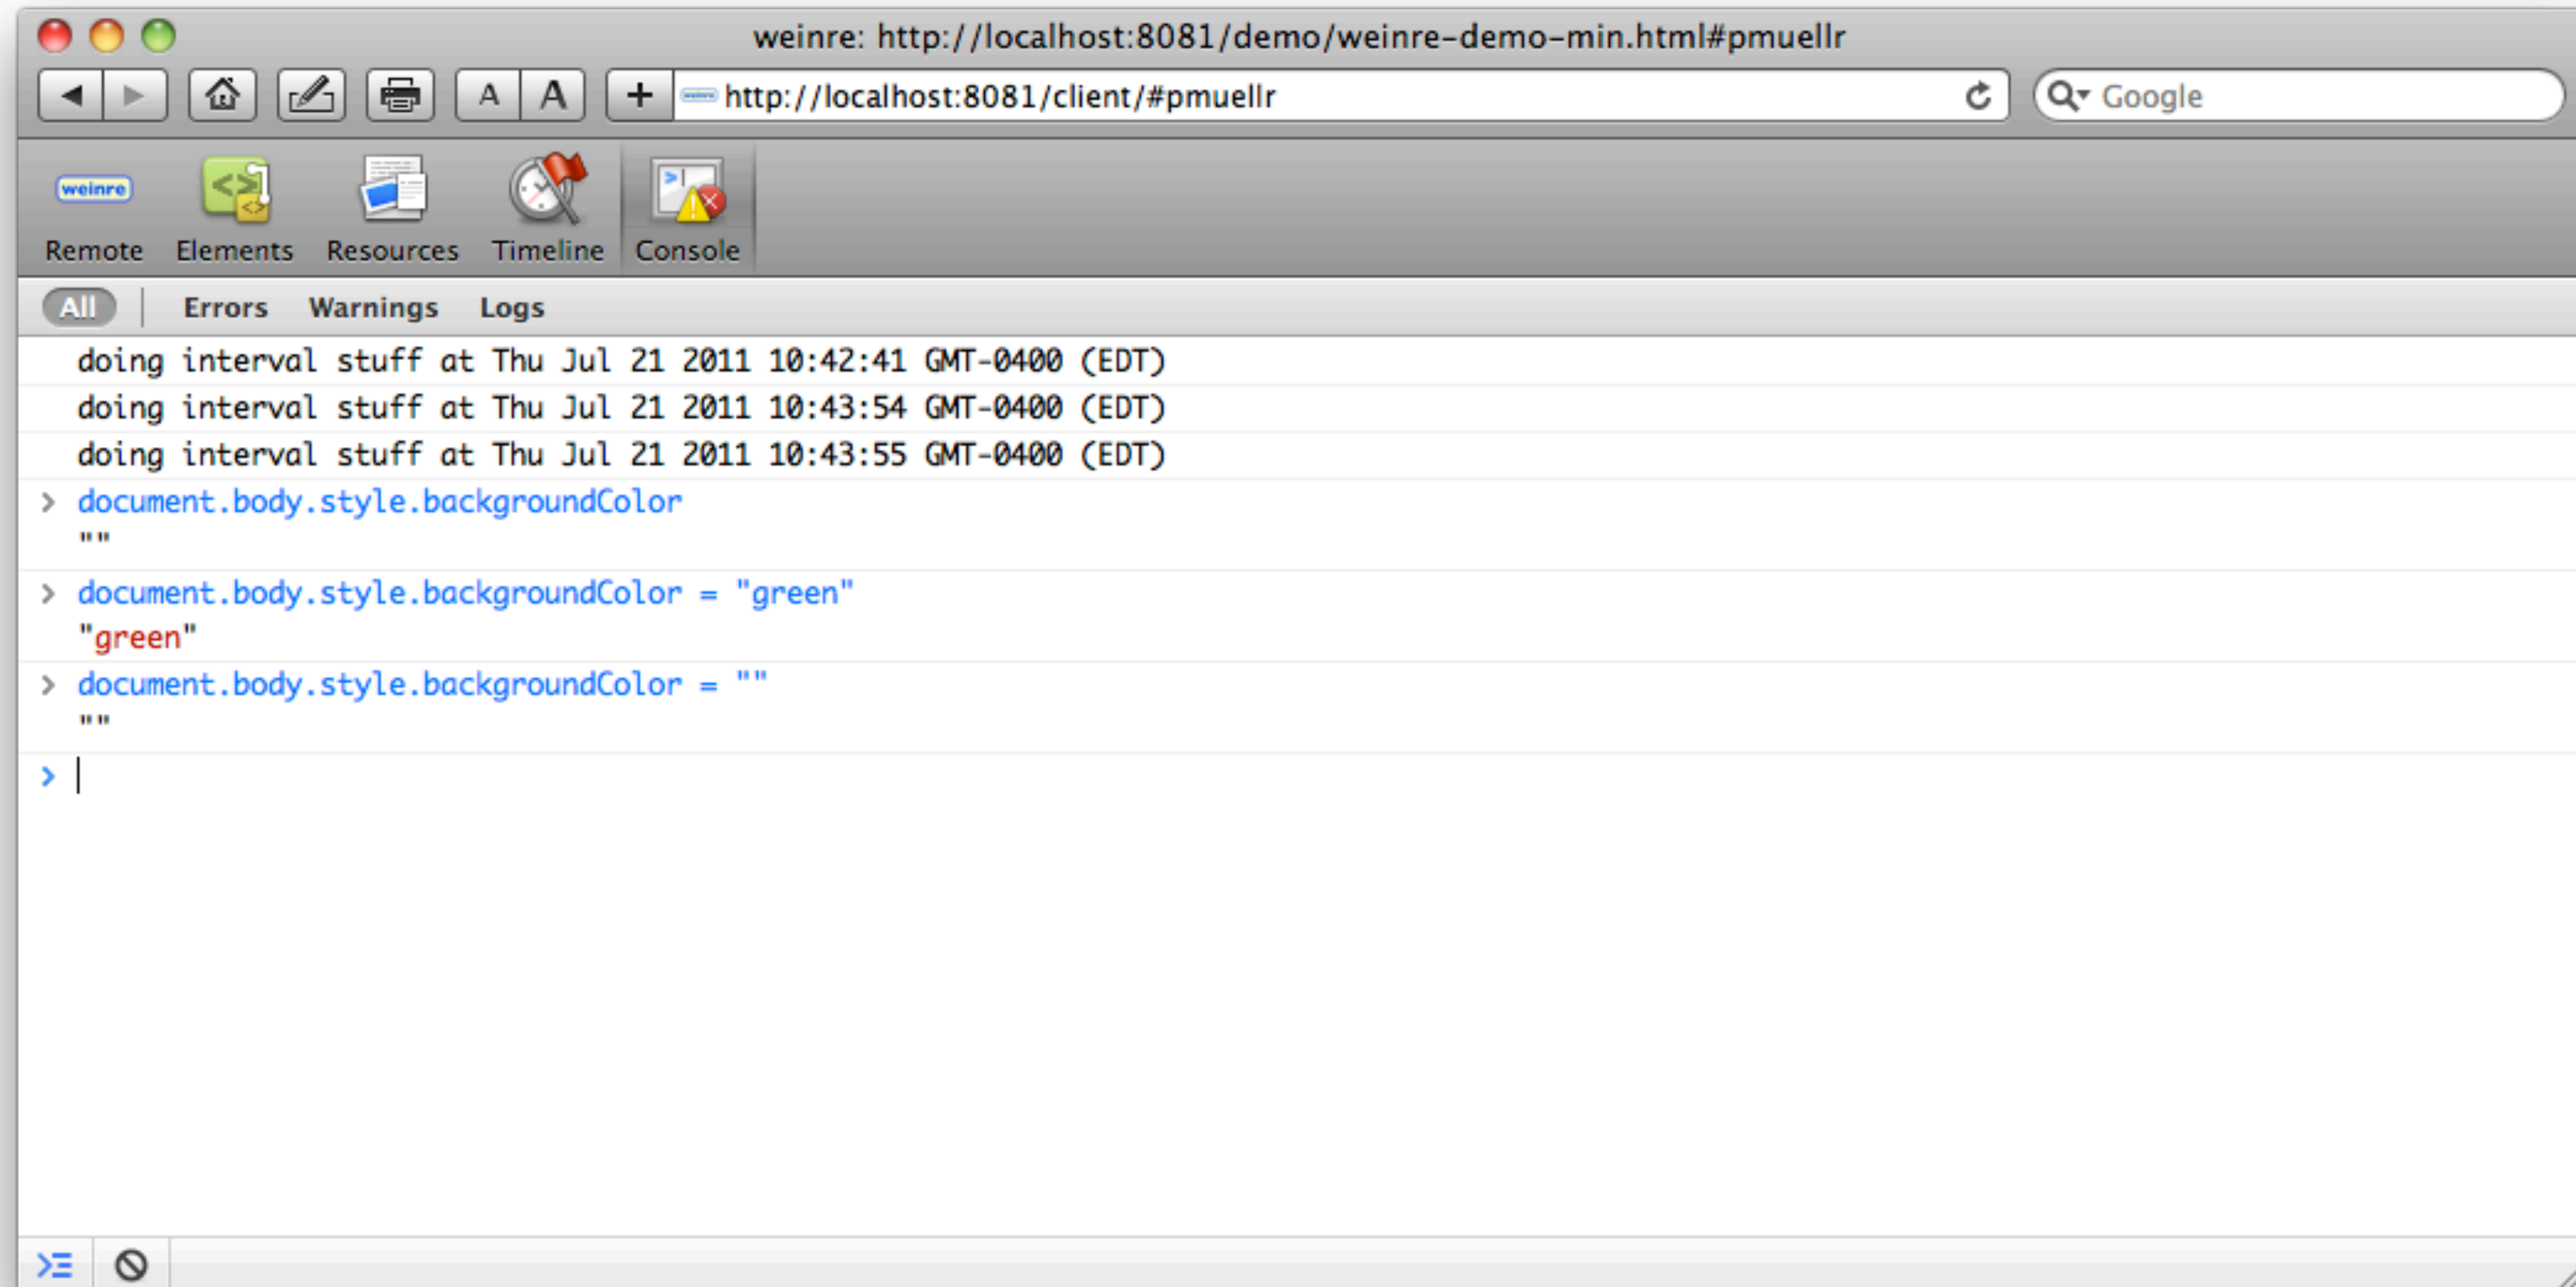 weinre: http://localhost:8081/demo/weinre-demo-min.html#pmuellr
A A + http://localhost:8081/client/#pmuellr Google
weinre
Remote Elements Resources Timeline Console
All Errors Warnings Logs
doing interval stuff at Thu Jul 21 2011 10:42:41 GMT-0400 (EDT)
doing interval stuff at Thu Jul 21 2011 10:43:54 GMT-0400 (EDT)
doing interval stuff at Thu Jul 21 2011 10:43:55 GMT-0400 (EDT)
> document.body.style.backgroundColor
""
> document.body.style.backgroundColor = "green"
"green"
> document.body.style.backgroundColor = ""
""
>